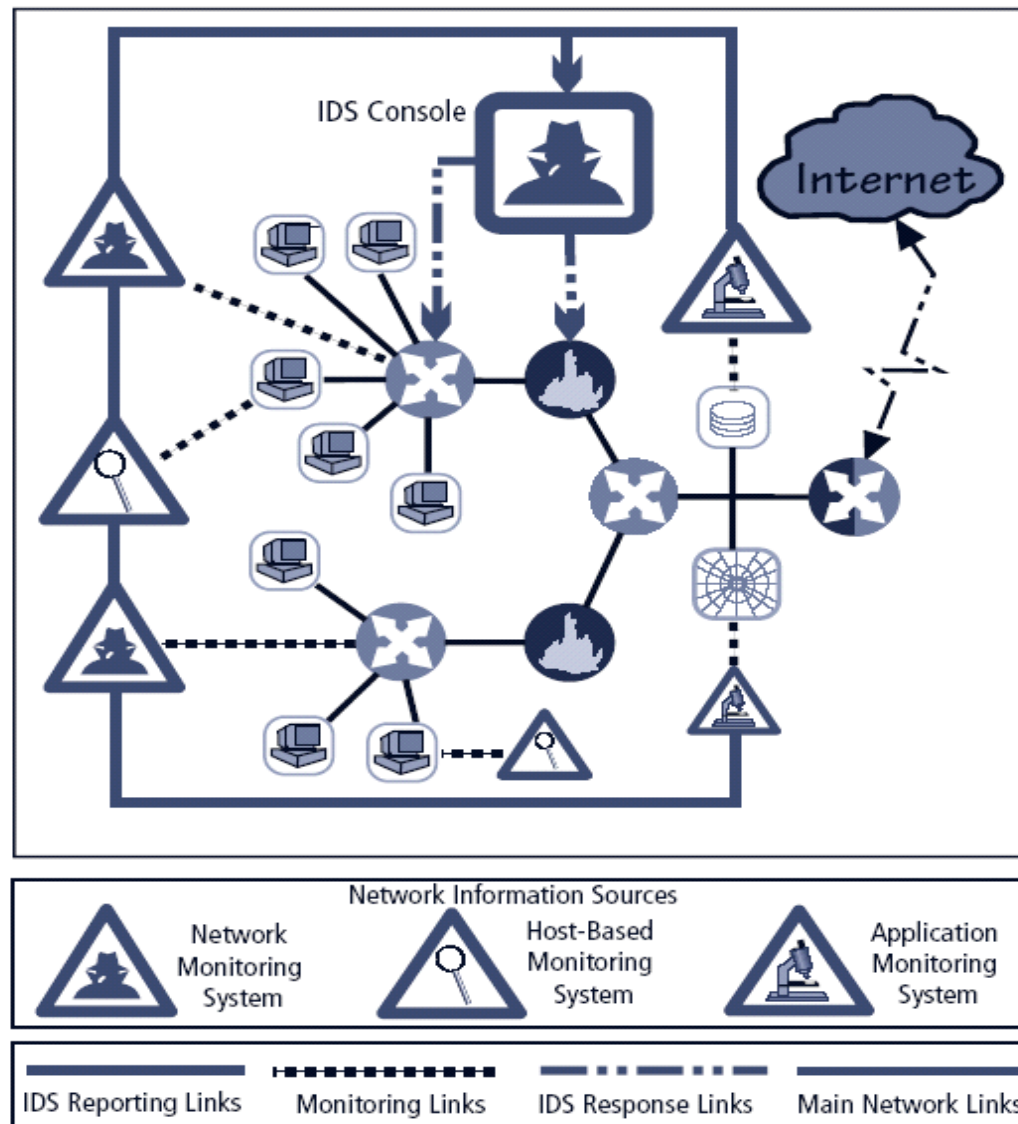 IDS Console
Internet
Network Information Sources
Network
Monitoring
System
Host-Based
Monitoring
System
Application
Monitoring
System
IDS Reporting Links
Monitoring Links
IDS Response Links
Main Network Links